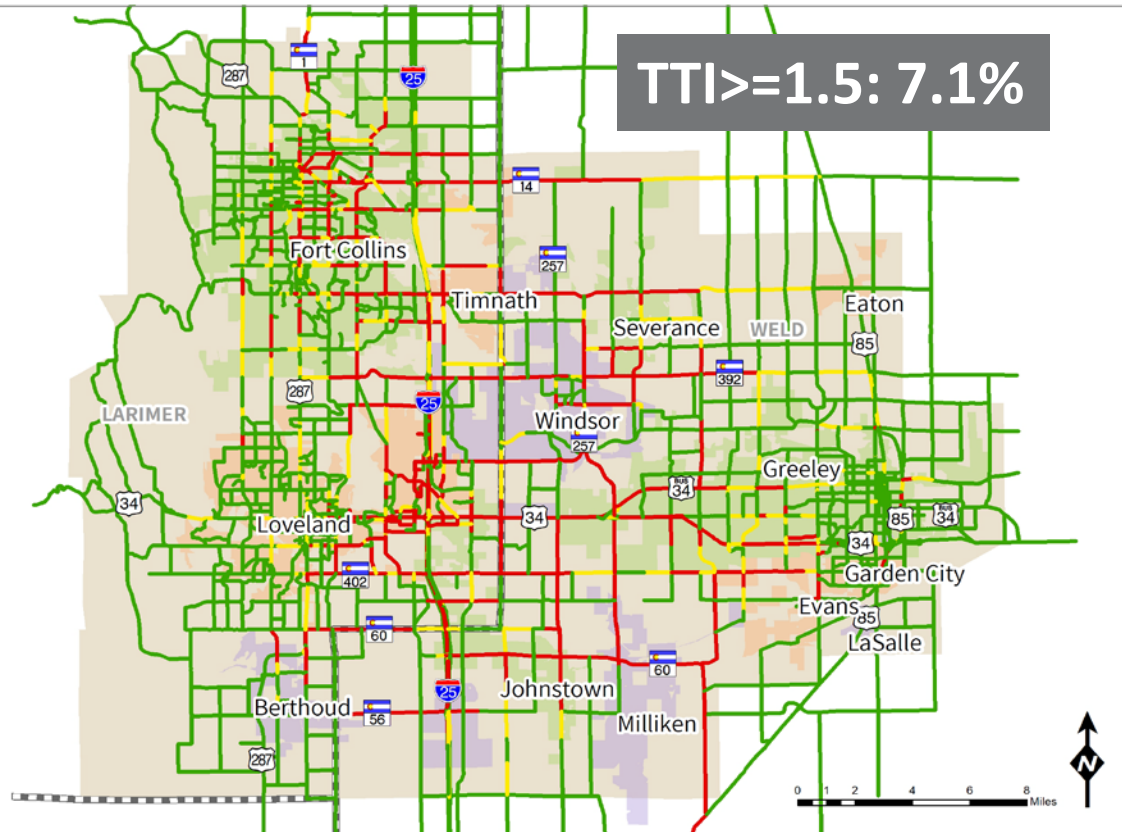 TTI>=1.5: 7.1%
1
287
25
14
Fort Collins
257
Timnath
Severance
WELD
Eaton
85
392
287
25
LARIMER
Windsor
257
Greeley
BUS
34
34
34
85
BUS
34
Loveland
34
402
Garden City
Evans
85
60
LaSalle
60
25
Johnstown
Berthoud
56
Milliken
287
N
0 1 2 4 6 8
Miles